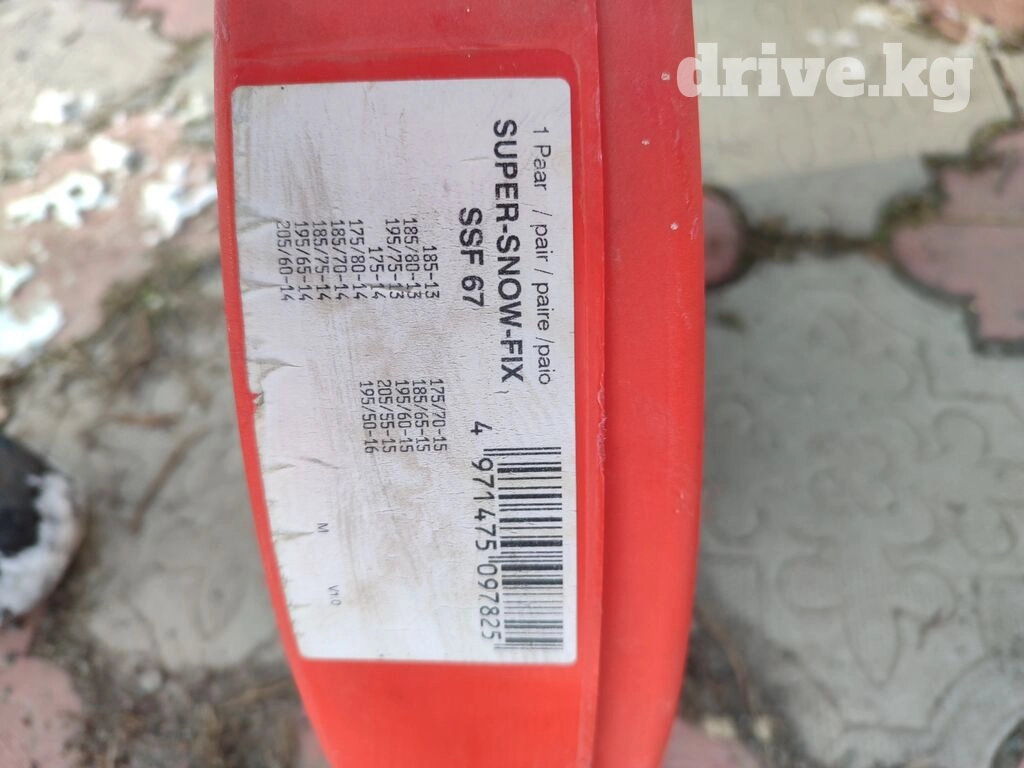 drive.kg
1 Paar / pair / paire /paio
SUPER-SNOW-FIX
SSF 67
185-13
185/80-13
195/75-13
175-14
175/80-14
185/70-14
185/75-14
195/65-14
205/60-14
175/70-15
185/65-15
195/60-15
205/55-15
195/50-16
4 971475 097825
M V1.0